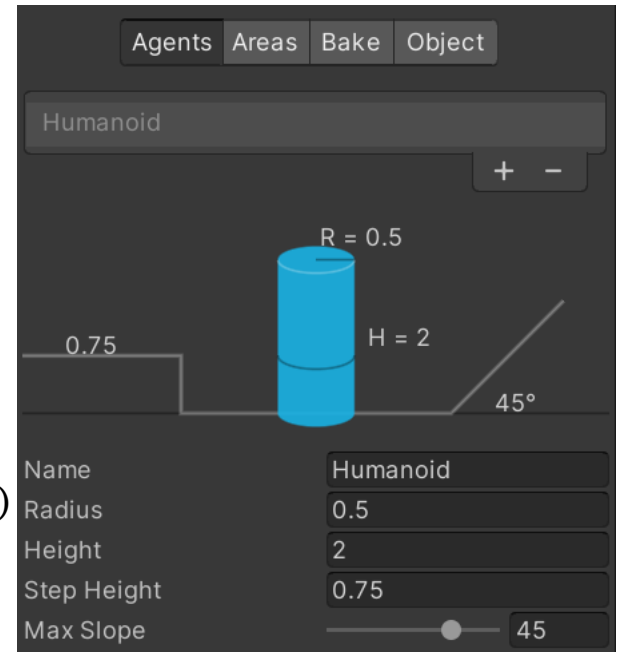 Agents Areas Bake Object
Humanoid
+ −
R = 0.5
0.75
H = 2
45°
Name Humanoid
) Radius 0.5
Height 2
Step Height 0.75
Max Slope 45